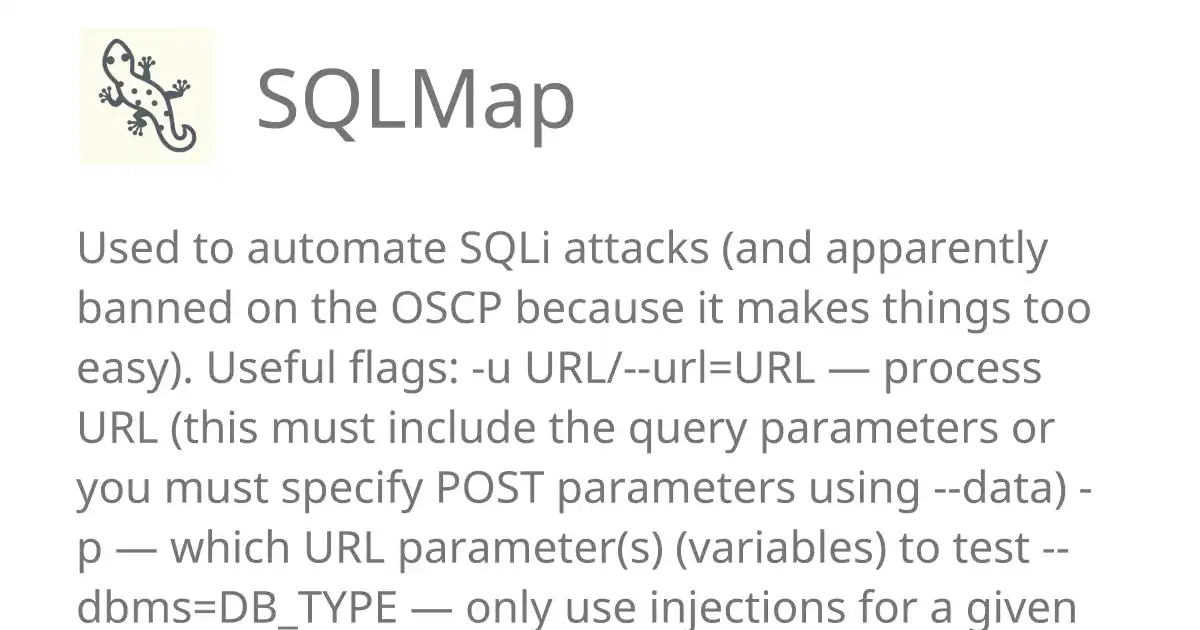 SQLMap
Used to automate SQLi attacks (and apparently
banned on the OSCP because it makes things too
easy). Useful flags: -u URL/--url=URL — process
URL (this must include the query parameters or
you must specify POST parameters using --data) -
p — which URL parameter(s) (variables) to test --
dbms=DB_TYPE — only use injections for a given